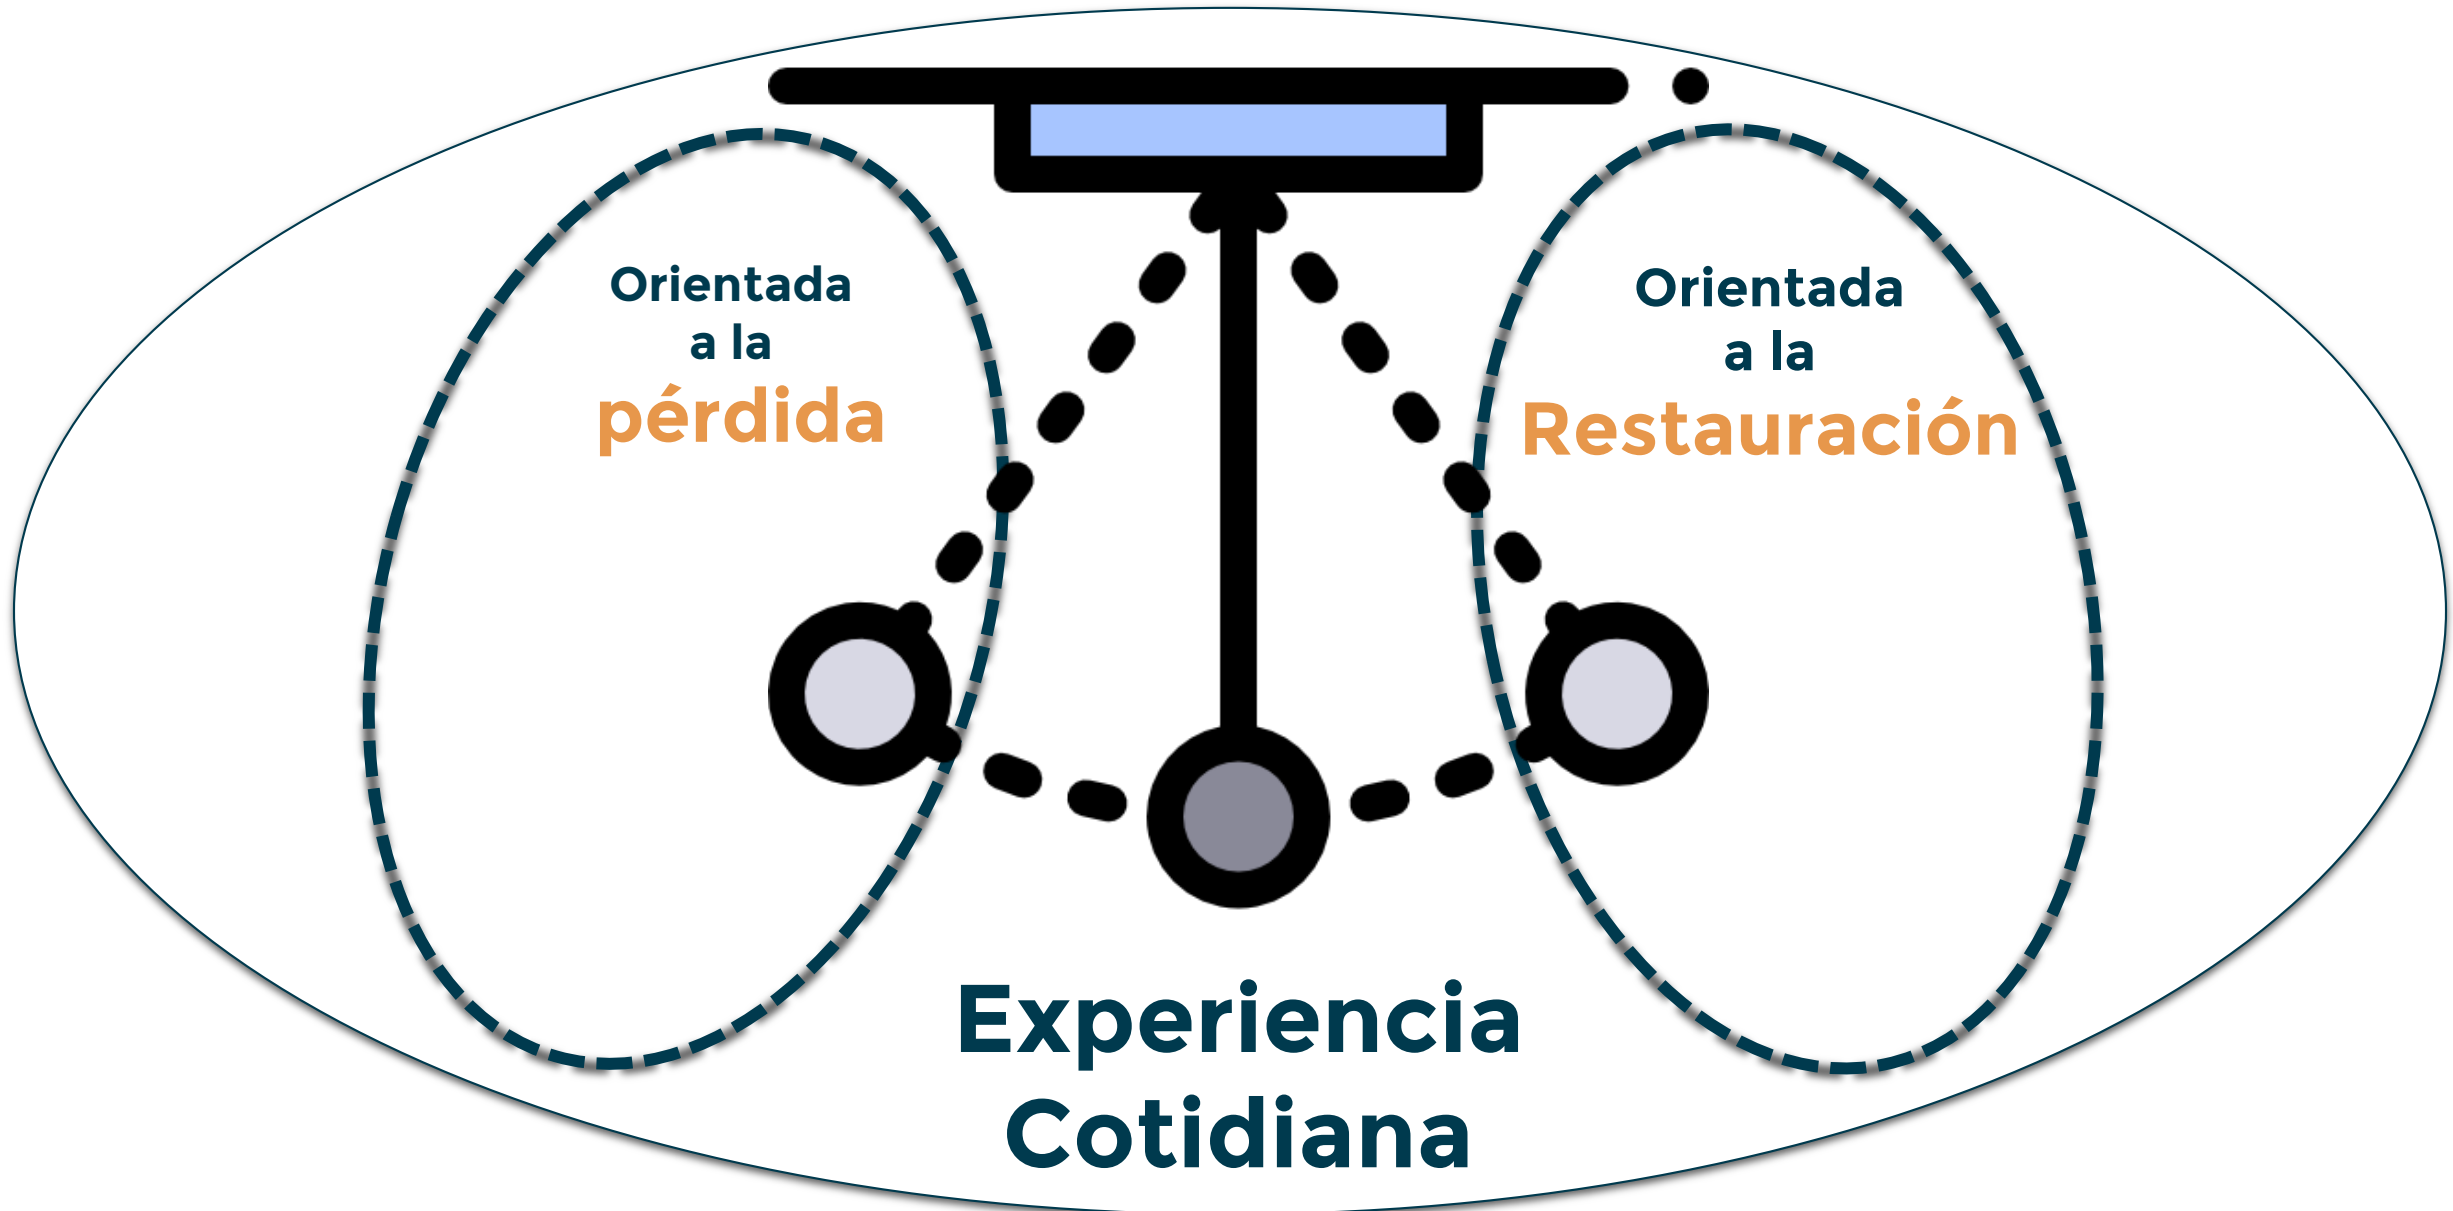 Orientada
a la
pérdida
Orientada
a la
Restauración
Experiencia
Cotidiana